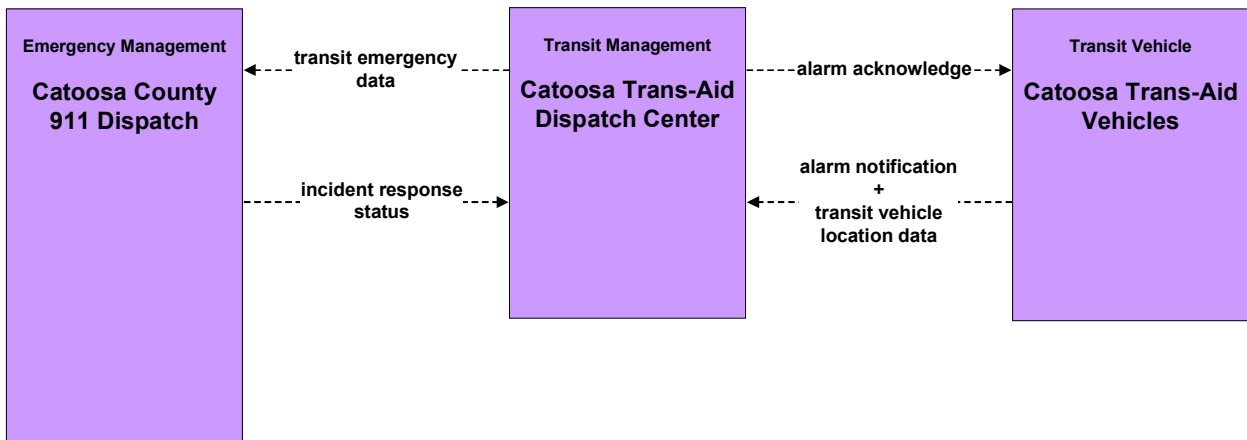 Emergency Management
Catoosa County
911 Dispatch
transit emergency
data
incident response
status
Transit Management
Catoosa Trans-Aid
Dispatch Center
alarm acknowledge
alarm notification
+
transit vehicle
location data
Transit Vehicle
Catoosa Trans-Aid
Vehicles